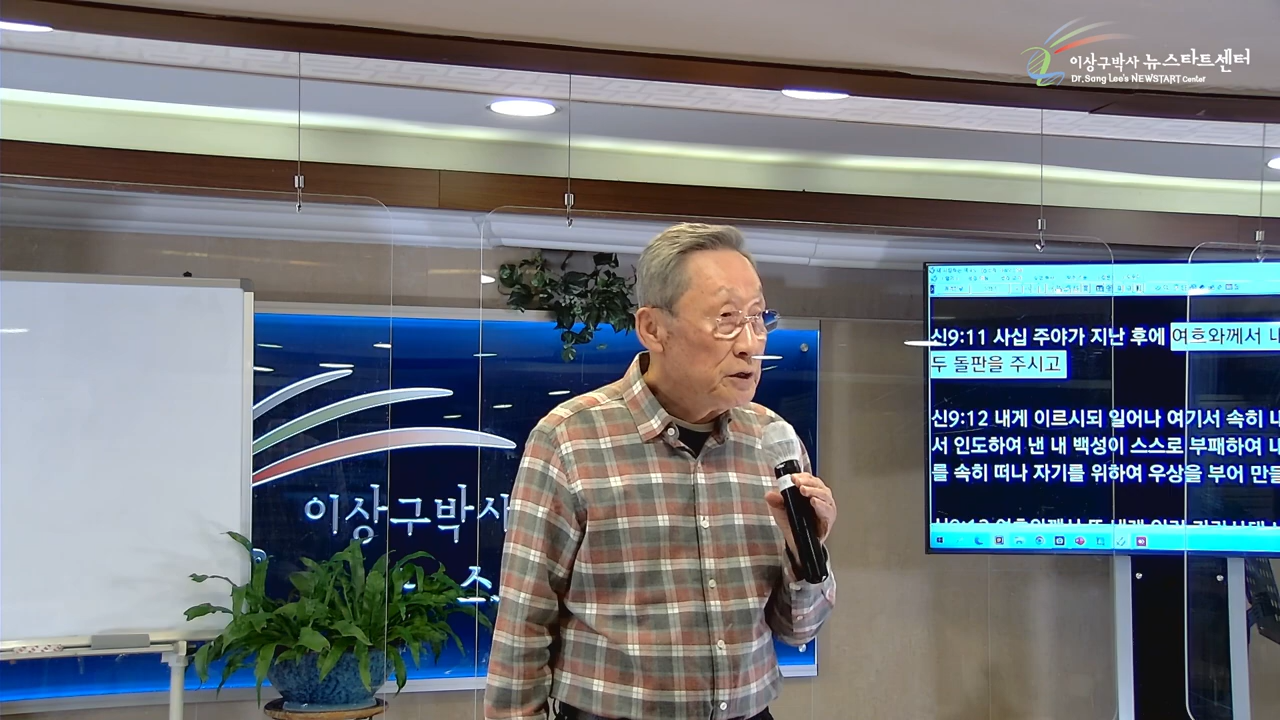 이상구박사 뉴스타트센터
Dr. Sang Lee's NEWSTART Center
신9:11 사십 주야가 지난 후에 여호와께서 내
두 돌판을 주시고
신9:12 내게 이르시되 일어나 여기서 속히 내
서 인도하여 낸 내 백성이 스스로 부패하여 내
를 속히 떠나 자기를 위하여 우상을 부어 만들
이상구박사
스